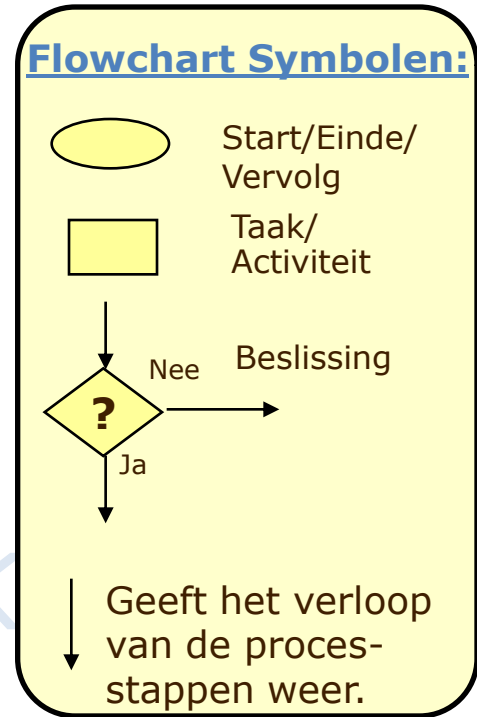 Flowchart Symbolen:
Start/Einde/
Vervolg
Taak/
Activiteit
Nee
Beslissing
?
Ja
Geeft het verloop
van de proces-
stappen weer.